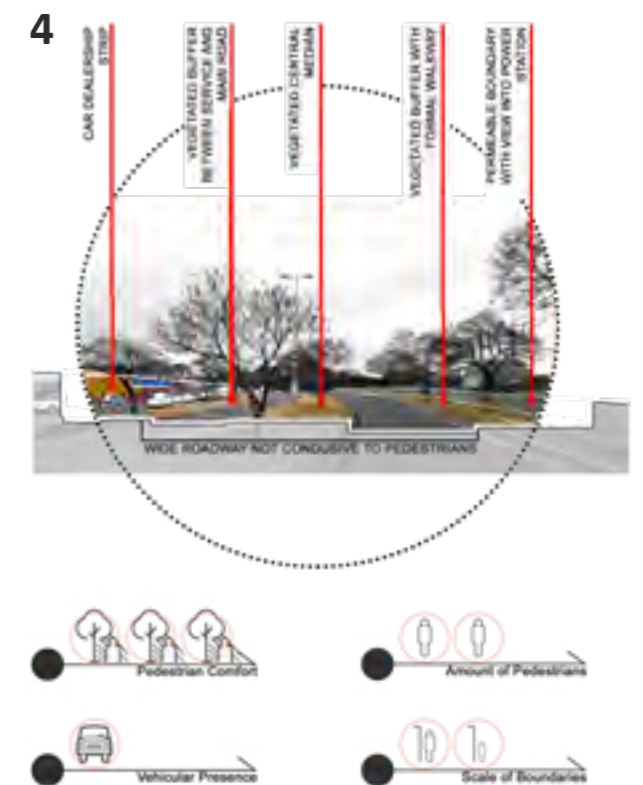 4
CAR DEALERSHIP
STRIP
VEGETATED BUFFER
BETWEEN SERVICE AND
MAIN ROAD
VEGETATED CENTRAL
MEDIAN
VEGETATED BUFFER WITH
FORMAL WALKWAY
PERMEABLE BOUNDARY
WITH VIEW INTO POWER
STATION
WIDE ROADWAY NOT CONDUSIVE TO PEDESTRIANS
Pedestrian Comfort
Amount of Pedestrians
Vehicular Presence
Scale of Boundaries